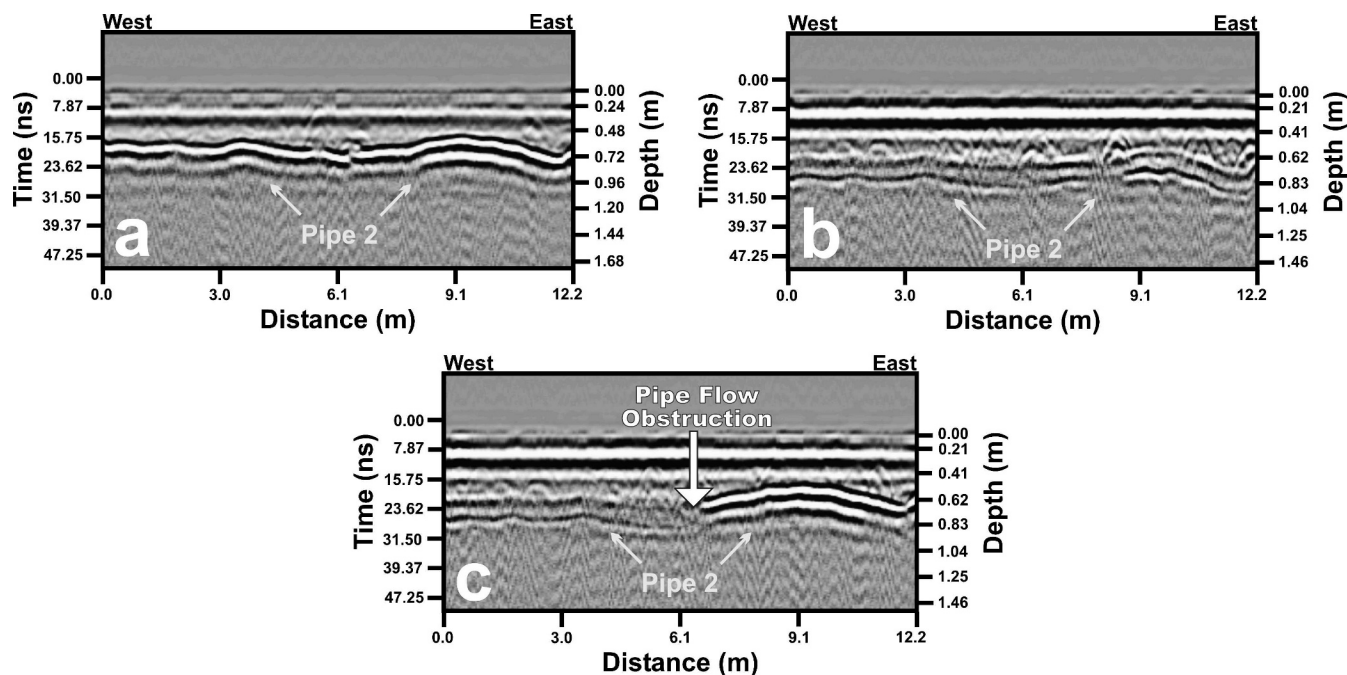 West East
0.00
7.87
15.75
23.62
31.50
39.37
47.25
Time (ns)
0.00
0.24
0.48
0.72
0.96
1.20
1.44
1.68
Depth (m)
Pipe 2
a
0.0 3.0 6.1 9.1 12.2
Distance (m)
West East
0.00
7.87
15.75
23.62
31.50
39.37
47.25
Time (ns)
0.00
0.21
0.41
0.62
0.83
1.04
1.25
1.46
Depth (m)
Pipe 2
b
0.0 3.0 6.1 9.1 12.2
Distance (m)
West East
Pipe Flow
Obstruction
0.00
7.87
15.75
23.62
31.50
39.37
47.25
Time (ns)
0.00
0.21
0.41
0.62
0.83
1.04
1.25
1.46
Depth (m)
Pipe 2
c
0.0 3.0 6.1 9.1 12.2
Distance (m)